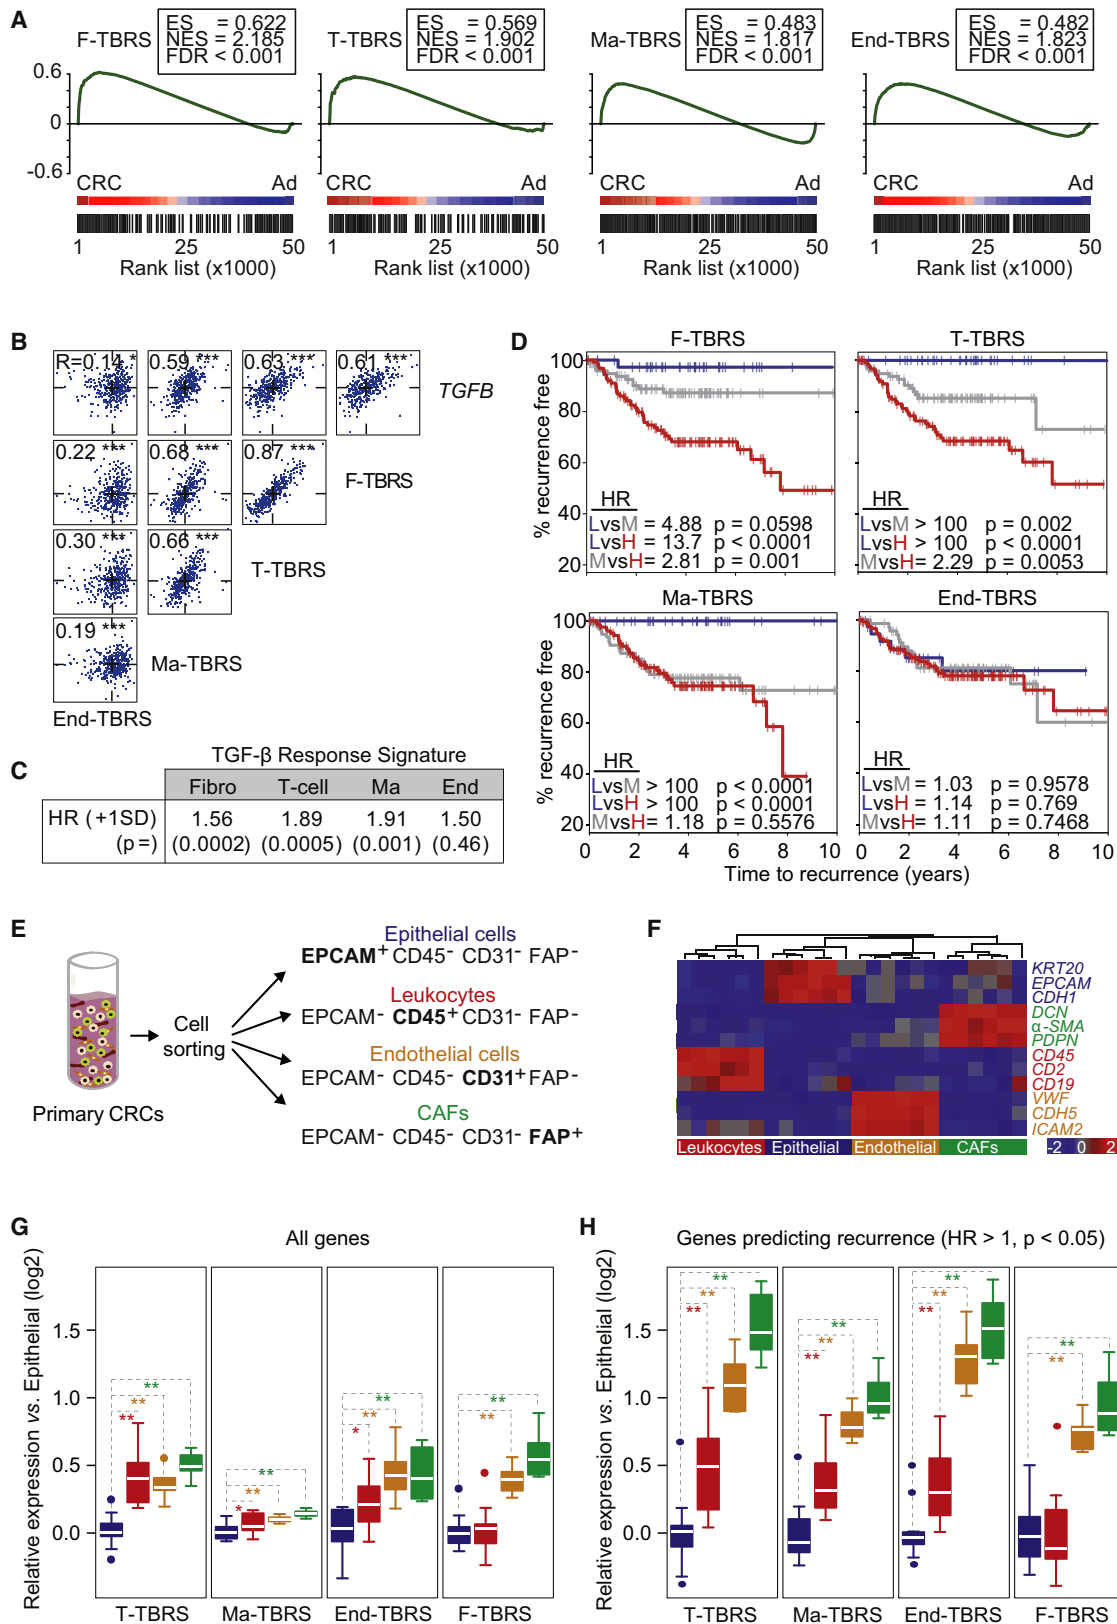 A
F-TBRS
ES = 0.622
NES = 2.185
FDR < 0.001
T-TBRS
ES = 0.569
NES = 1.902
FDR < 0.001
Ma-TBRS
ES = 0.483
NES = 1.817
FDR < 0.001
End-TBRS
ES = 0.482
NES = 1.823
FDR < 0.001
0.6
0
-0.6
CRC Ad
CRC Ad
CRC Ad
CRC Ad
1 25 50
1 25 50
1 25 50
1 25 50
Rank list (x1000)
Rank list (x1000)
Rank list (x1000)
Rank list (x1000)
B
R=0.14 * 0.59 *** 0.63 *** 0.61 *** TGFB
0.22 *** 0.68 *** 0.87 *** F-TBRS
0.30 *** 0.66 *** T-TBRS
0.19 *** Ma-TBRS
End-TBRS
C
TGF-β Response Signature
Fibro T-cell Ma End
HR (+1SD) 1.56 1.89 1.91 1.50
(p =) (0.0002) (0.0005) (0.001) (0.46)
D
F-TBRS
% recurrence free
100
80
60
40
20
HR
LvsM = 4.88 p = 0.0598
LvsH = 13.7 p < 0.0001
MvsH = 2.81 p = 0.001
T-TBRS
HR
LvsM > 100 p = 0.002
LvsH > 100 p < 0.0001
MvsH = 2.29 p = 0.0053
Ma-TBRS
% recurrence free
100
80
60
40
20
HR
LvsM > 100 p < 0.0001
LvsH > 100 p < 0.0001
MvsH = 1.18 p = 0.5576
0 2 4 6 8 10
End-TBRS
HR
LvsM = 1.03 p = 0.9578
LvsH = 1.14 p = 0.769
MvsH = 1.11 p = 0.7468
0 2 4 6 8 10
Time to recurrence (years)
E
Primary CRCs
Cell
sorting
Epithelial cells
EPCAM+ CD45- CD31- FAP-
Leukocytes
EPCAM- CD45+ CD31- FAP-
Endothelial cells
EPCAM- CD45- CD31+ FAP-
CAFs
EPCAM- CD45- CD31- FAP+
F
KRT20
EPCAM
CDH1
DCN
α-SMA
PDPN
CD45
CD2
CD19
VWF
CDH5
ICAM2
Leukocytes Epithelial Endothelial CAFs
-2 0 2
G
All genes
Relative expression vs. Epithelial (log2)
1.5
1.0
0.5
0.0
** ** **
* ** **
* ** **
** **
T-TBRS Ma-TBRS End-TBRS F-TBRS
H
Genes predicting recurrence (HR > 1, p < 0.05)
Relative expression vs. Epithelial (log2)
1.5
1.0
0.5
0.0
** ** **
** ** **
** ** **
** **
T-TBRS Ma-TBRS End-TBRS F-TBRS